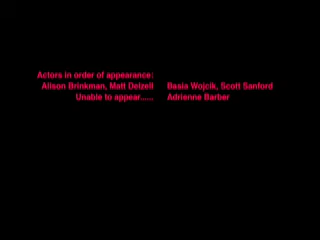 Actors in order of appearance:
Alison Brinkman, Matt Delzell Basia Wojcik, Scott Sanford
Unable to appear...... Adrienne Barber